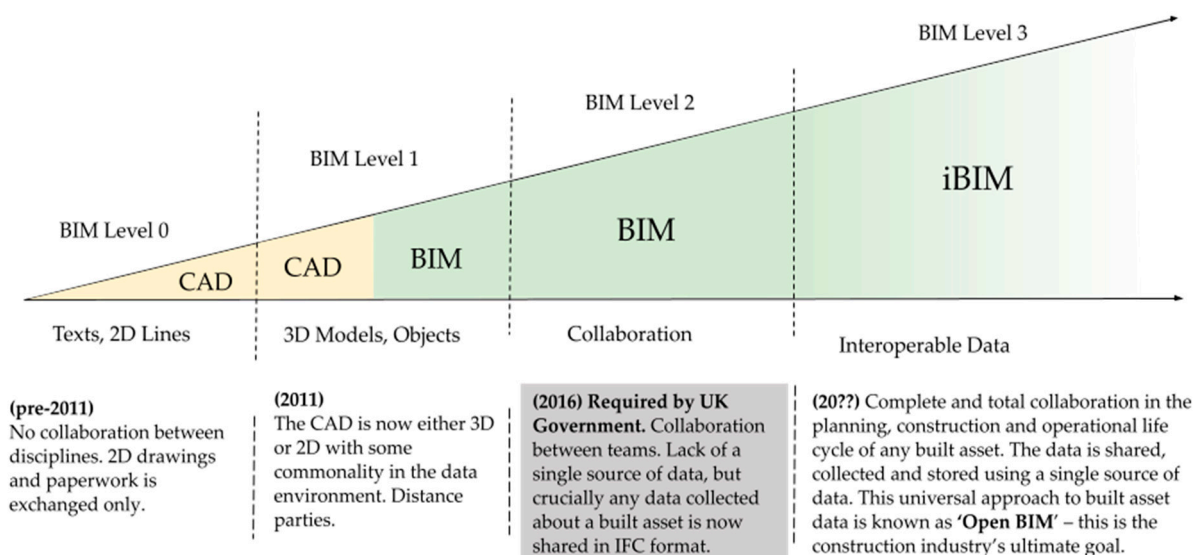 BIM Level 3
BIM Level 2
BIM Level 1
BIM Level 0
iBIM
BIM
BIM
CAD
CAD
Texts, 2D Lines
3D Models, Objects
Collaboration
Interoperable Data
(pre-2011)
No collaboration between
disciplines. 2D drawings
and paperwork is
exchanged only.
(2011)
The CAD is now either 3D
or 2D with some
commonality in the data
environment. Distance
parties.
(2016) Required by UK
Government. Collaboration
between teams. Lack of a
single source of data, but
crucially any data collected
about a built asset is now
shared in IFC format.
(20??) Complete and total collaboration in the
planning, construction and operational life
cycle of any built asset. The data is shared,
collected and stored using a single source of
data. This universal approach to built asset
data is known as ‘Open BIM’ – this is the
construction industry’s ultimate goal.